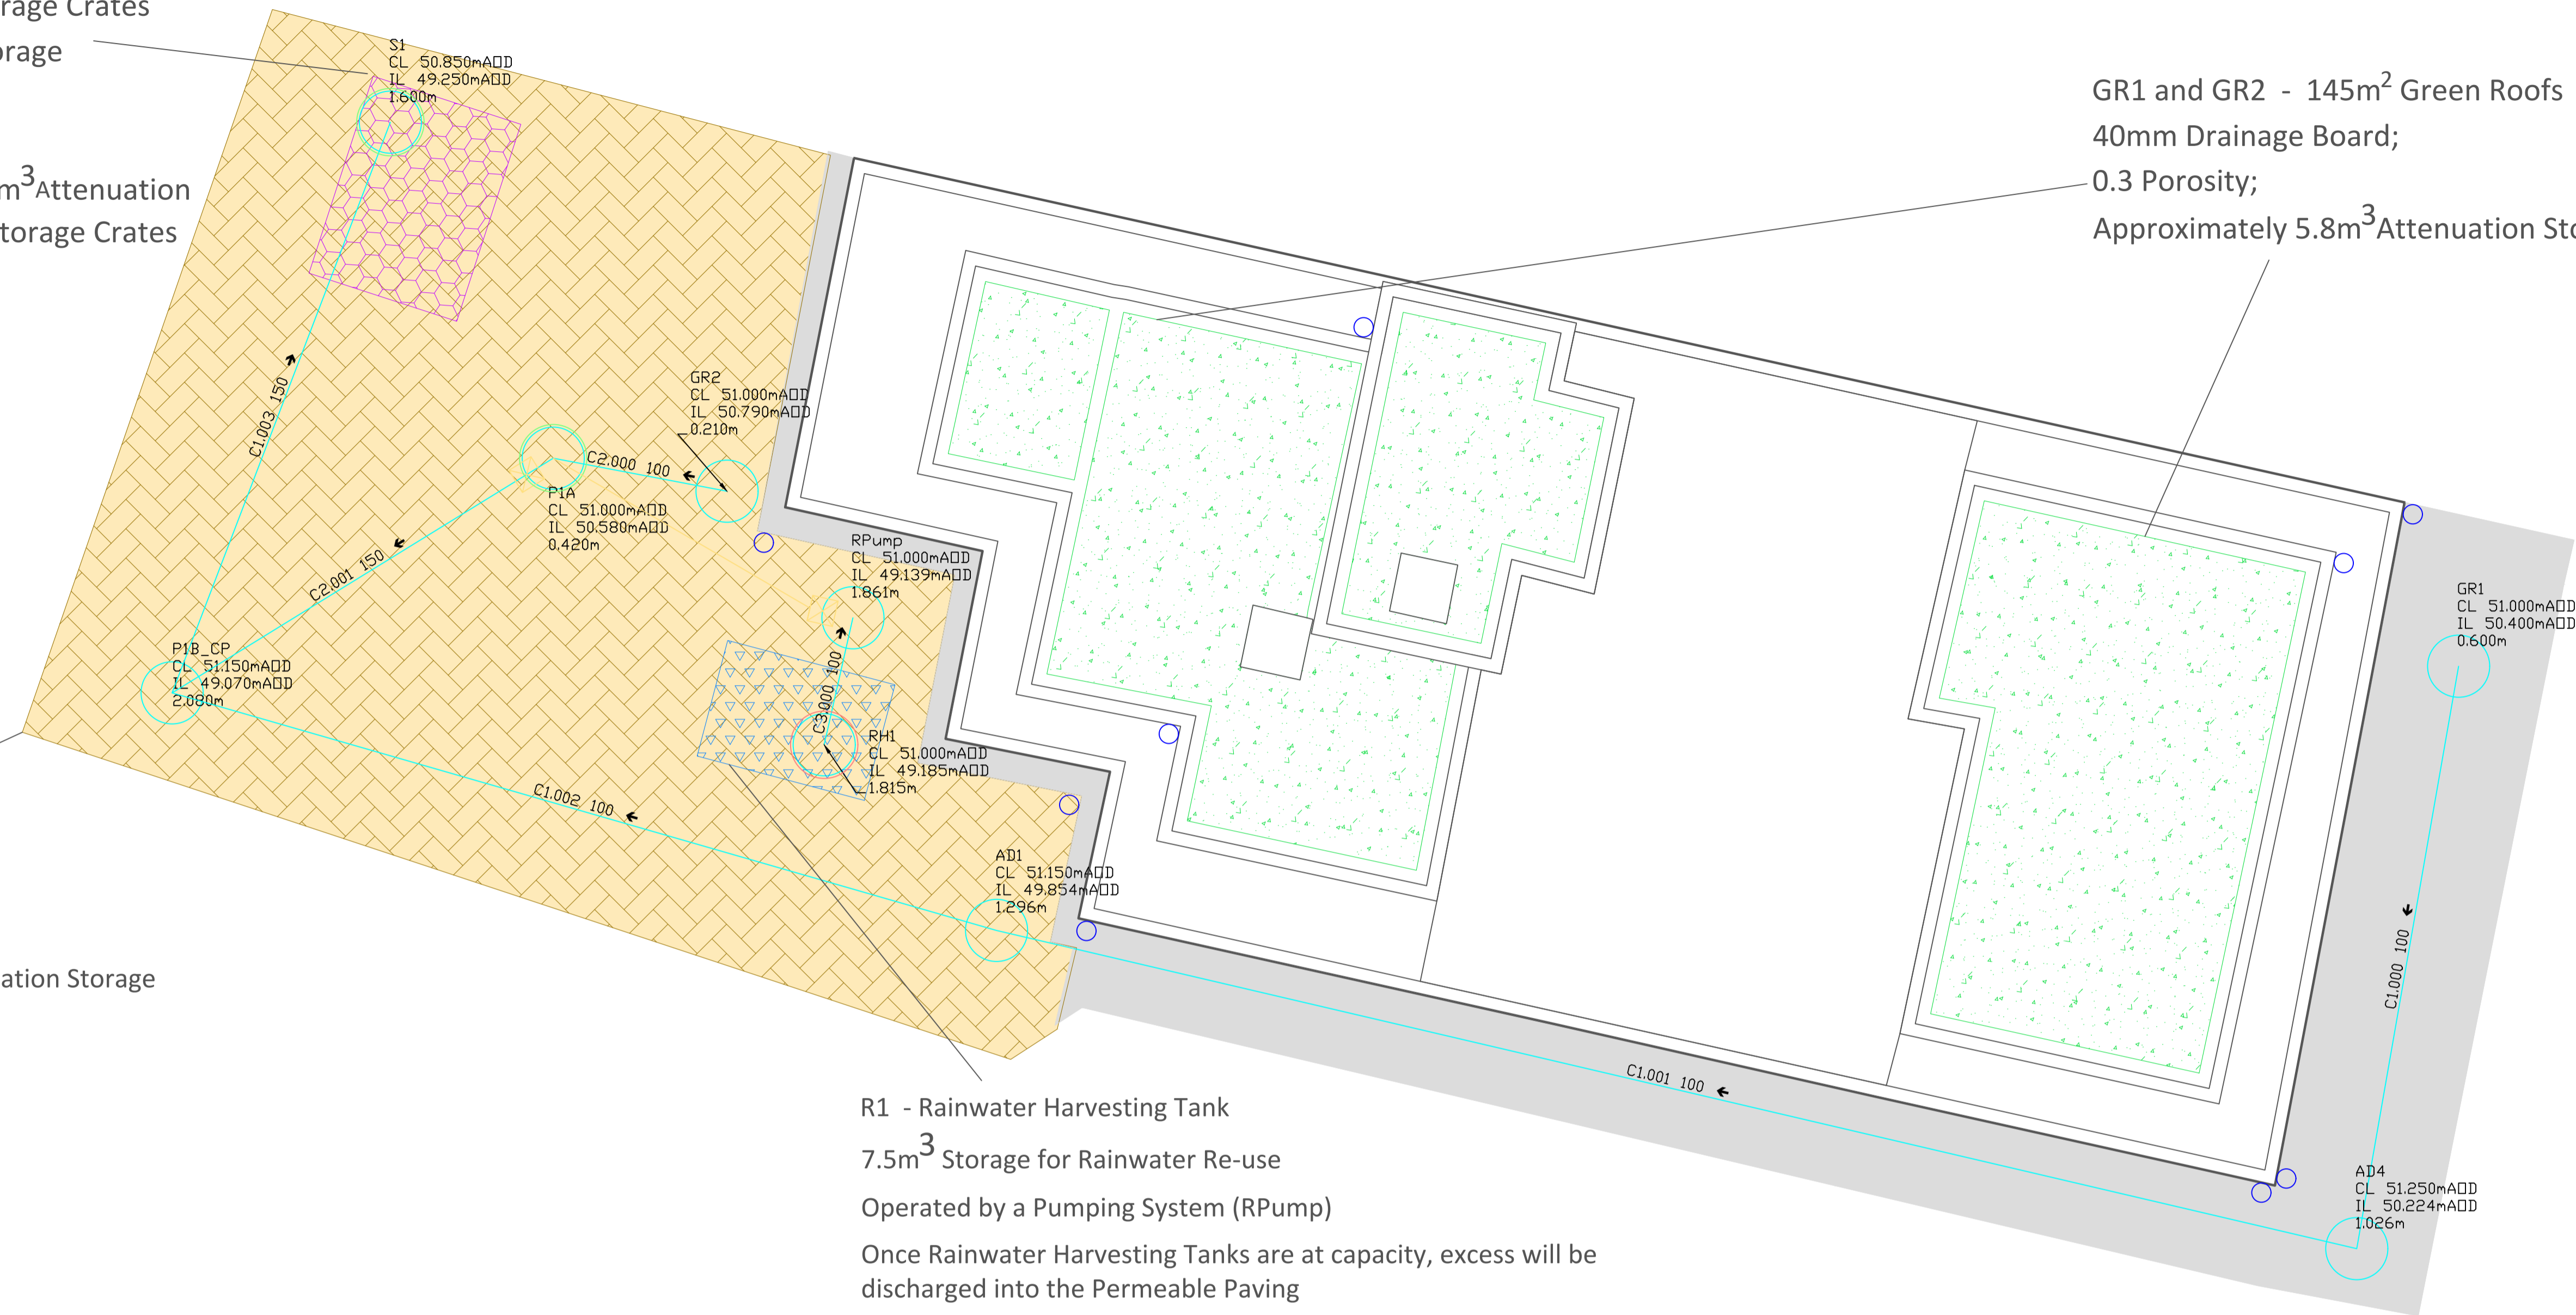 rage Crates
orage
m³Attenuation
torage Crates
ation Storage
S1
CL 50.850mAOD
IL 49.250mAOD
1.600m
C1.003 150
GR2
CL 51.000mAOD
IL 50.790mAOD
0.210m
C2.000 100
P1A
CL 51.000mAOD
IL 50.580mAOD
0.420m
C2.001 150
RPump
CL 51.000mAOD
IL 49.139mAOD
1.861m
C3.000 100
P1B_CP
CL 51.150mAOD
IL 49.070mAOD
2.080m
RH1
CL 51.000mAOD
IL 49.185mAOD
1.815m
C1.002 100
AD1
CL 51.150mAOD
IL 49.854mAOD
1.296m
GR1 and GR2 - 145m² Green Roofs
40mm Drainage Board;
0.3 Porosity;
Approximately 5.8m³Attenuation Sto
GR1
CL 51.000mAOD
IL 50.400mAOD
0.600m
C1.000 100
C1.001 100
AD4
CL 51.250mAOD
IL 50.224mAOD
1.026m
R1 - Rainwater Harvesting Tank
7.5m³ Storage for Rainwater Re-use
Operated by a Pumping System (RPump)
Once Rainwater Harvesting Tanks are at capacity, excess will be
discharged into the Permeable Paving